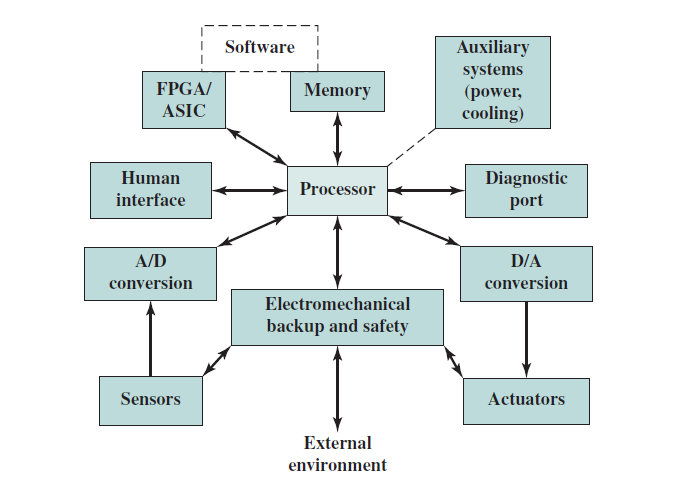 Software
Auxiliary
systems
(power,
cooling)
FPGA/
ASIC
Memory
Human
interface
Processor
Diagnostic
port
A/D
conversion
D/A
conversion
Electromechanical
backup and safety
Sensors
Actuators
External
environment